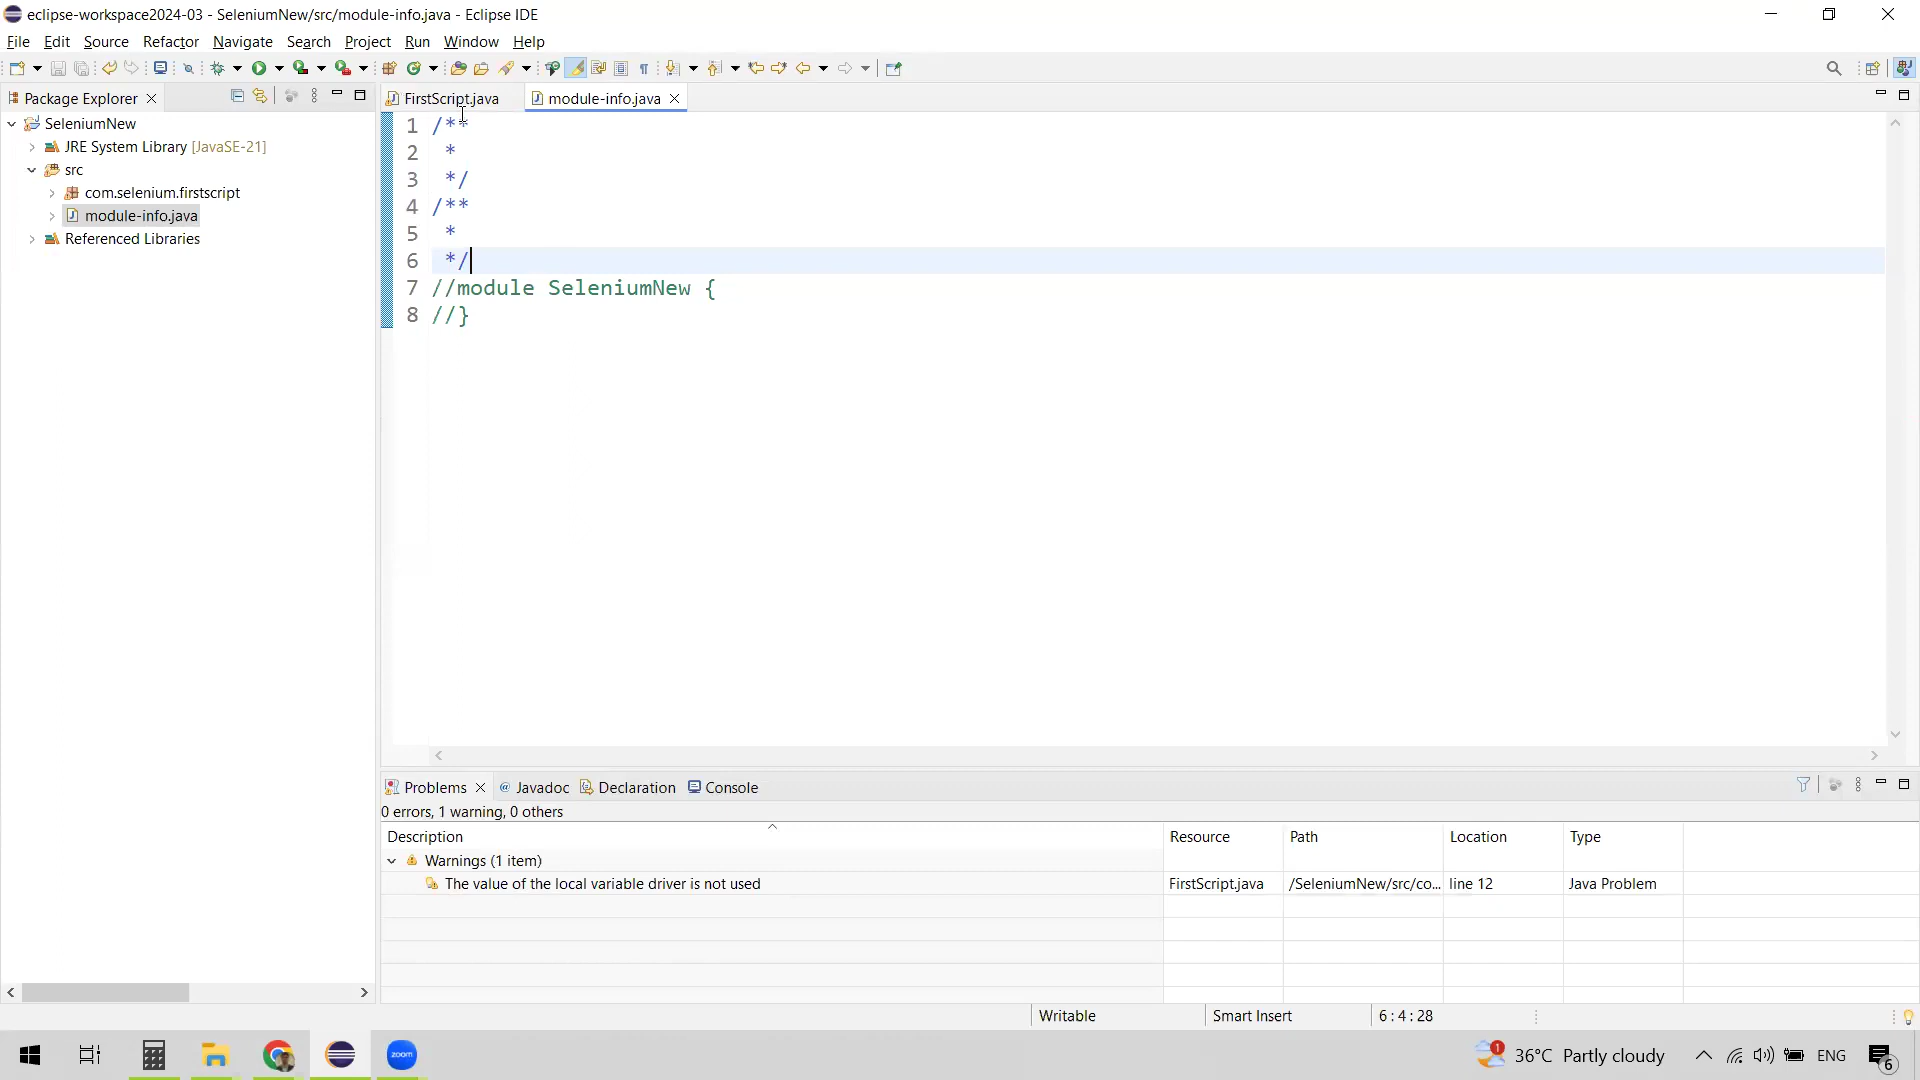 eclipse-workspace2024-03 - SeleniumNew/src/module-info.java - Eclipse IDE
File Edit Source Refactor Navigate Search Project Run Window Help
Package Explorer
SeleniumNew
JRE System Library [JavaSE-21]
src
com.selenium.firstscript
module-info.java
Referenced Libraries
FirstScript.java module-info.java
1 /**
2  *
3  */
4 /**
5  *
6  */
7 //module SeleniumNew {
8 //}
Problems @ Javadoc Declaration Console
0 errors, 1 warning, 0 others
Description Resource Path Location Type
Warnings (1 item)
The value of the local variable driver is not used FirstScript.java /SeleniumNew/src/co... line 12 Java Problem
Writable Smart Insert 6 : 4 : 28
zoom 1 36°C Partly cloudy ENG 6